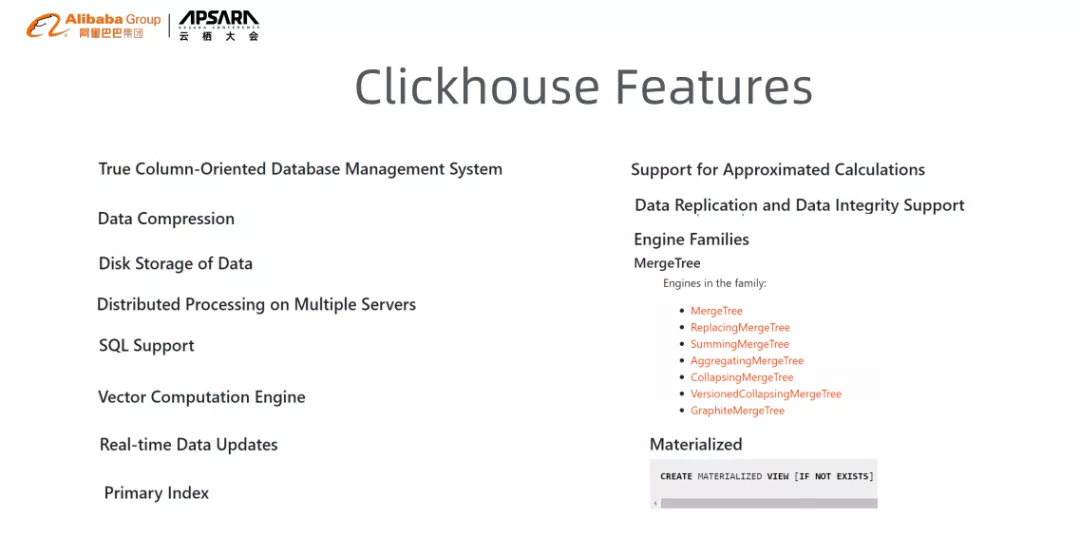 Alibaba Group
阿里巴巴集团
APSARA
APSARA CONFERENCE
云栖大会
Clickhouse Features
True Column-Oriented Database Management System
Data Compression
Disk Storage of Data
Distributed Processing on Multiple Servers
SQL Support
Vector Computation Engine
Real-time Data Updates
Primary Index
Support for Approximated Calculations
Data Replication and Data Integrity Support
Engine Families
MergeTree
Engines in the family:
MergeTree
ReplacingMergeTree
SummingMergeTree
AggregatingMergeTree
CollapsingMergeTree
VersionedCollapsingMergeTree
GraphiteMergeTree
Materialized
CREATE MATERIALIZED VIEW [IF NOT EXISTS]